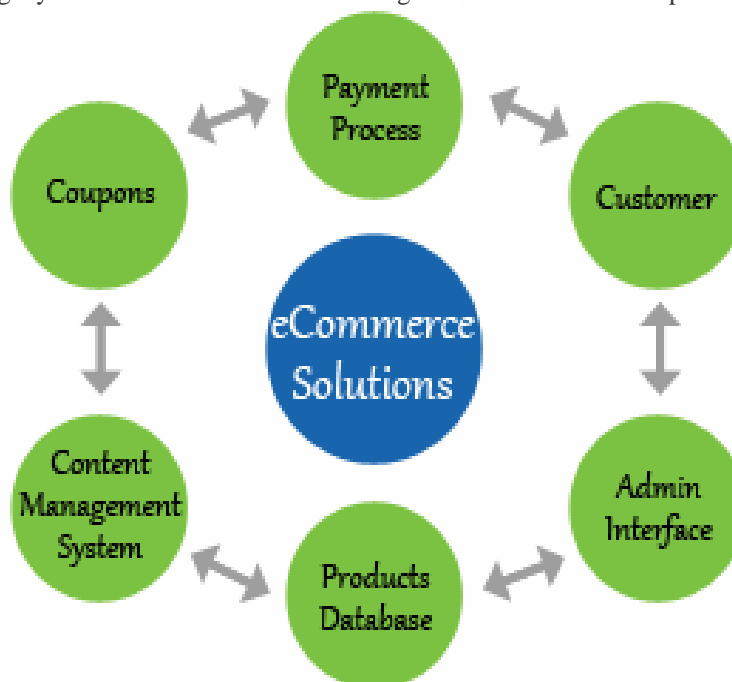 Payment
Process
Coupons
Customer
eCommerce
Solutions
Content
Management
System
Admin
Interface
Products
Database